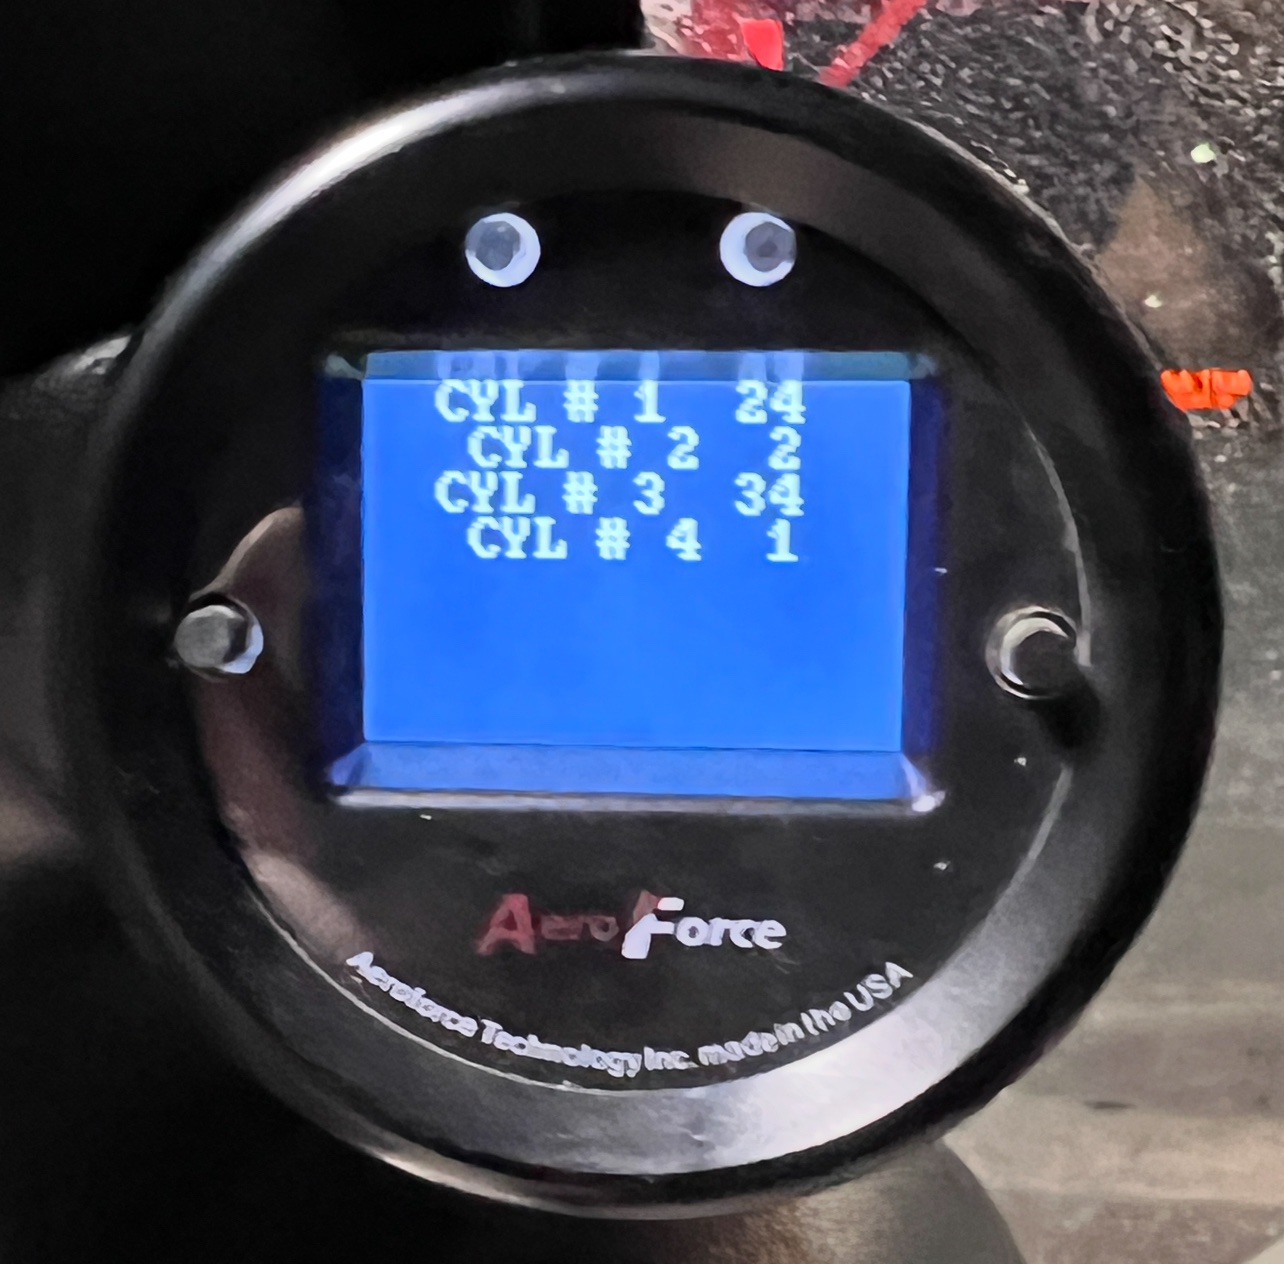 CYL # 1 24
CYL # 2 2
CYL # 3 34
CYL # 4 1
AeroForce
Aeroforce Technology Inc. made in the USA